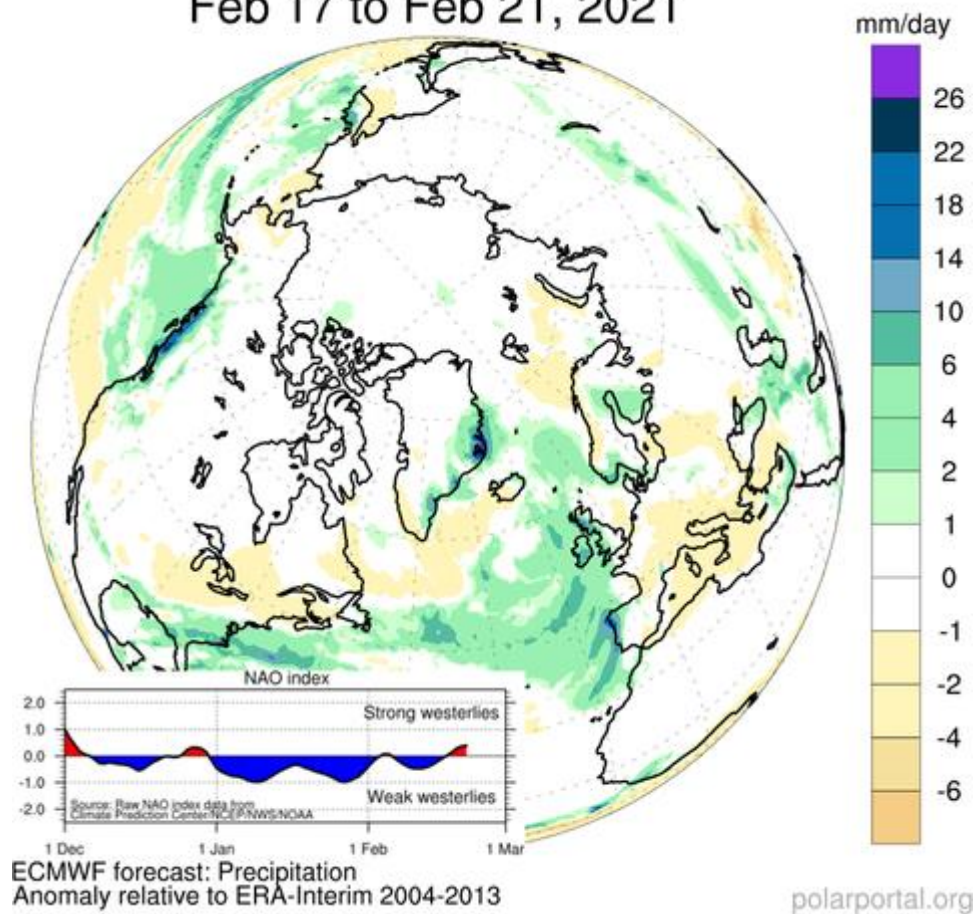 Feb 17 to Feb 21, 2021
mm/day
26
22
18
14
10
6
4
2
1
0
-1
-2
-4
-6
NAO index
2.0
1.0
0.0
-1.0
-2.0
Strong westerlies
Weak westerlies
Source: Raw NAO index data from
Climate Prediction Center/NCEP/NWS/NOAA
1 Dec
1 Jan
1 Feb
1 Mar
ECMWF forecast: Precipitation
Anomaly relative to ERA-Interim 2004-2013
polarportal.org